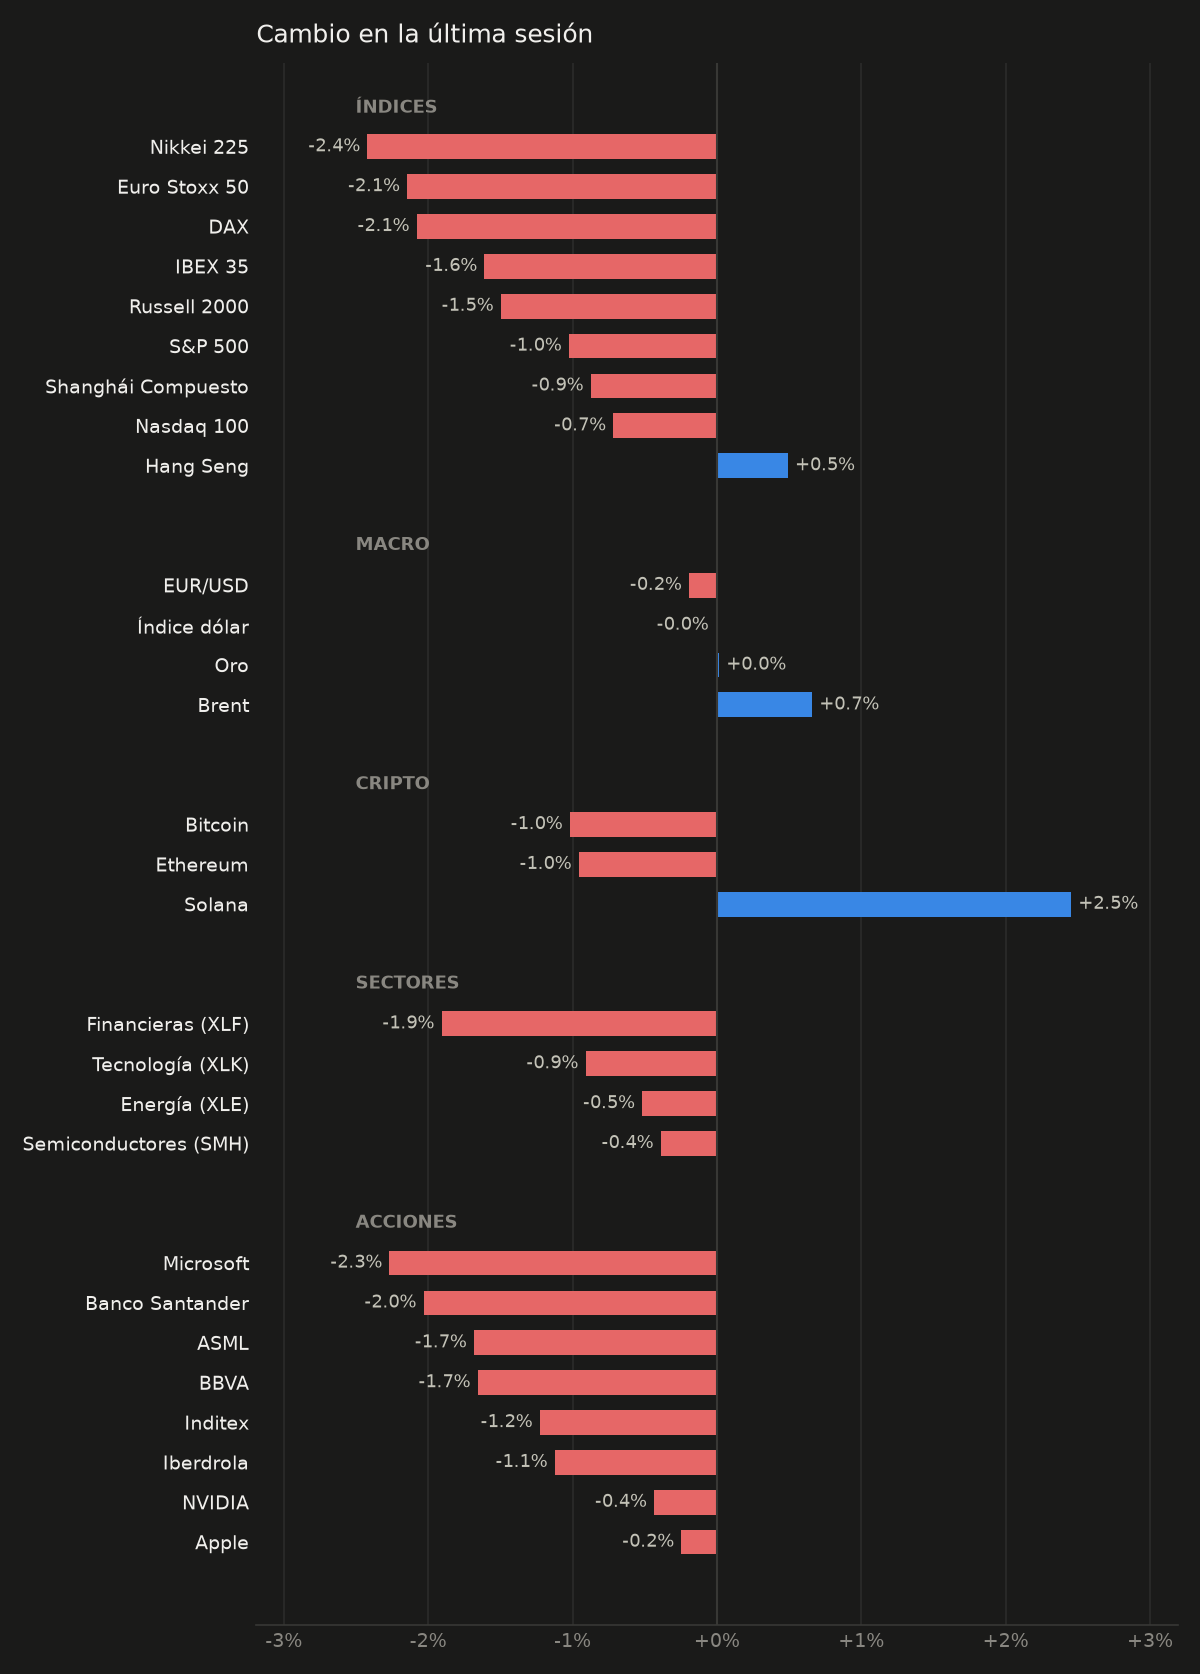 Cambio en la última sesión
ÍNDICES
Nikkei 225 -2.4%
Euro Stoxx 50 -2.1%
DAX -2.1%
IBEX 35 -1.6%
Russell 2000 -1.5%
S&P 500 -1.0%
Shanghái Compuesto -0.9%
Nasdaq 100 -0.7%
Hang Seng +0.5%
MACRO
EUR/USD -0.2%
Índice dólar -0.0%
Oro +0.0%
Brent +0.7%
CRIPTO
Bitcoin -1.0%
Ethereum -1.0%
Solana +2.5%
SECTORES
Financieras (XLF) -1.9%
Tecnología (XLK) -0.9%
Energía (XLE) -0.5%
Semiconductores (SMH) -0.4%
ACCIONES
Microsoft -2.3%
Banco Santander -2.0%
ASML -1.7%
BBVA -1.7%
Inditex -1.2%
Iberdrola -1.1%
NVIDIA -0.4%
Apple -0.2%
-3% -2% -1% +0% +1% +2% +3%